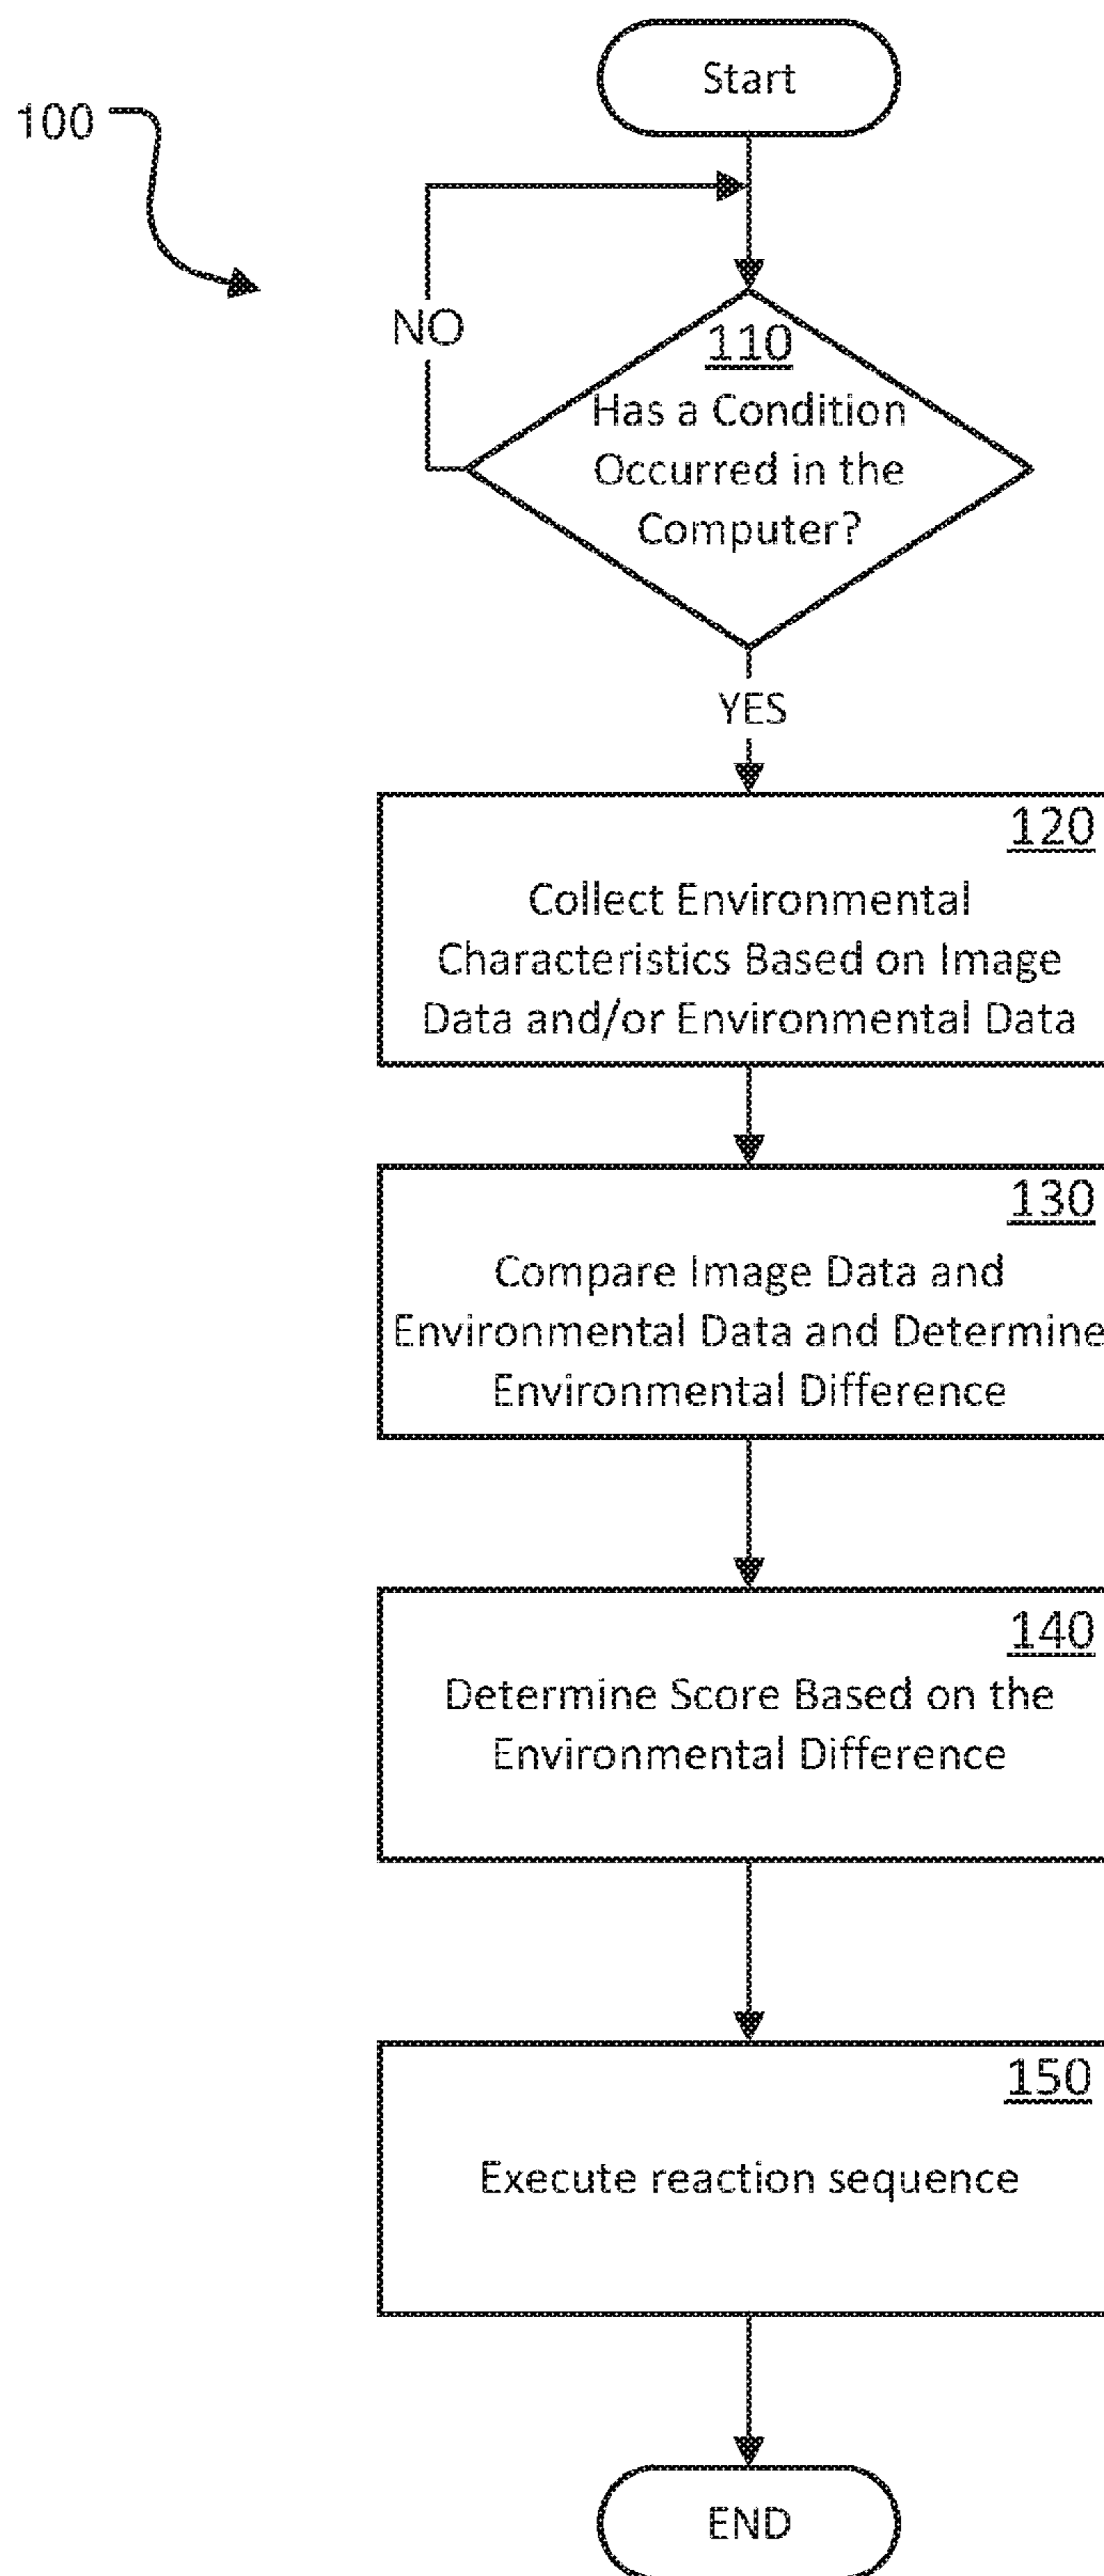 Start
100
NO
110
Has a Condition
Occurred in the
Computer?
YES
120
Collect Environmental
Characteristics Based on Image
Data and/or Environmental Data
130
Compare Image Data and
Environmental Data and Determine
Environmental Difference
140
Determine Score Based on the
Environmental Difference
150
Execute reaction sequence
END